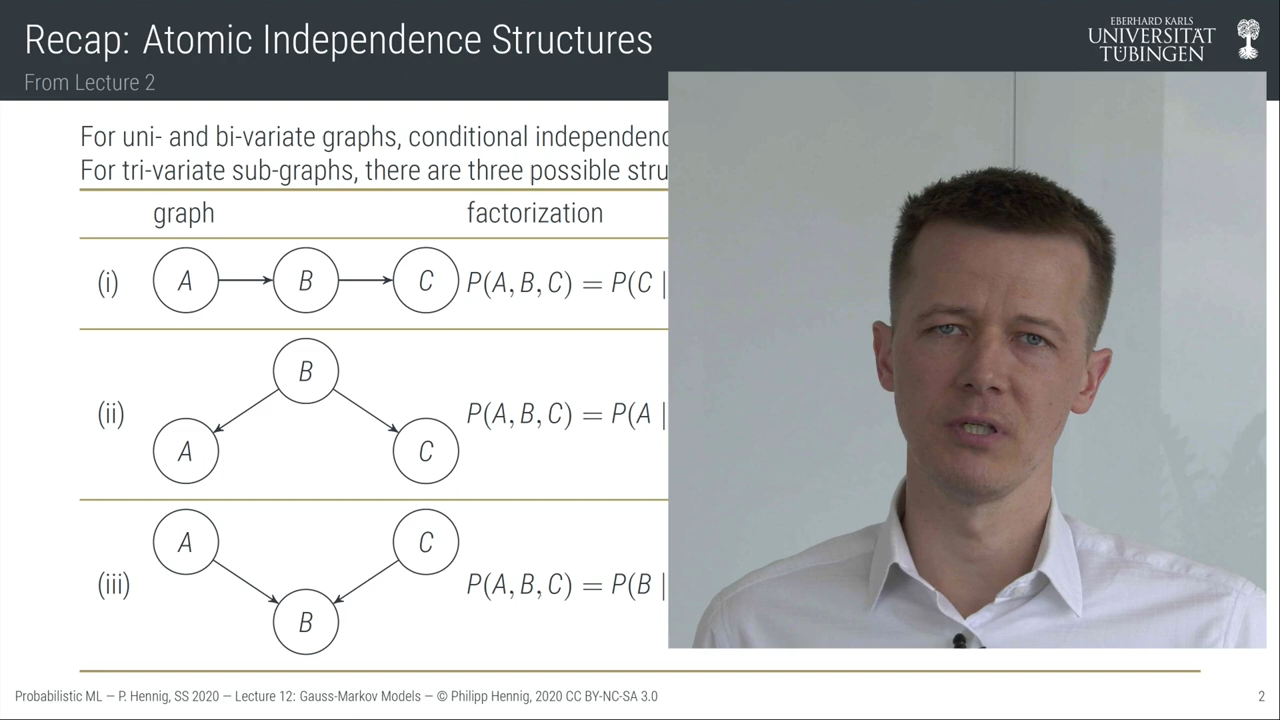 Recap: Atomic Independence Structures
From Lecture 2
EBERHARD KARLS
UNIVERSITÄT
TÜBINGEN
For uni- and bi-variate graphs, conditional independenc
For tri-variate sub-graphs, there are three possible stru
graph factorization
(i) A B C P(A, B, C) = P(C |
B
(ii) P(A, B, C) = P(A |
A C
A C
(iii) P(A, B, C) = P(B |
B
Probabilistic ML — P. Hennig, SS 2020 — Lecture 12: Gauss-Markov Models — © Philipp Hennig, 2020 CC BY-NC-SA 3.0 2